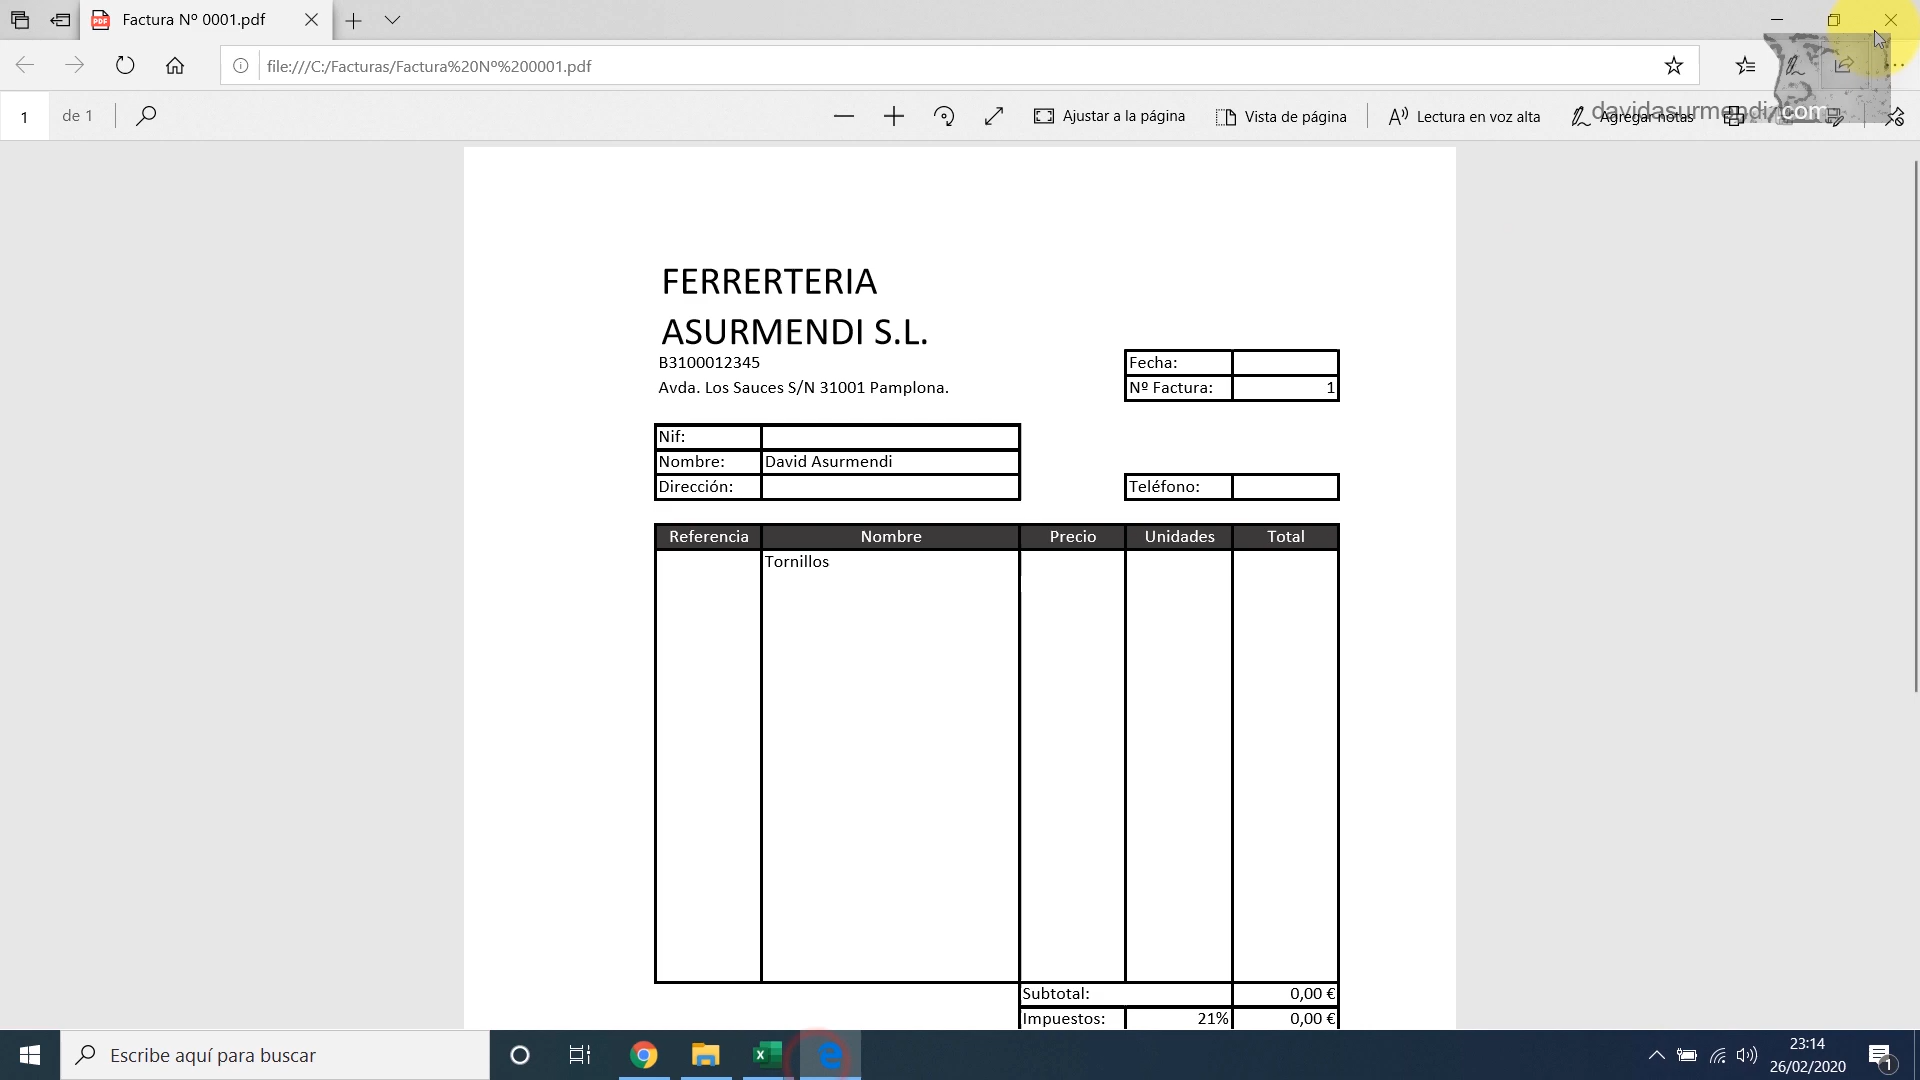 Factura Nº 0001.pdf
file:///C:/Facturas/Factura%20Nº%200001.pdf
1 de 1
Ajustar a la página
Vista de página
Lectura en voz alta
Agregar notas
davidasurmendiz.com
FERRERTERIA
ASURMENDI S.L.
B3100012345
Avda. Los Sauces S/N 31001 Pamplona.
Fecha:
Nº Factura: 1
Nif:
Nombre: David Asurmendi
Dirección:
Teléfono:
Referencia Nombre Precio Unidades Total
Tornillos
Subtotal: 0,00 €
Impuestos: 21% 0,00 €
Escribe aquí para buscar
23:14
26/02/2020
1